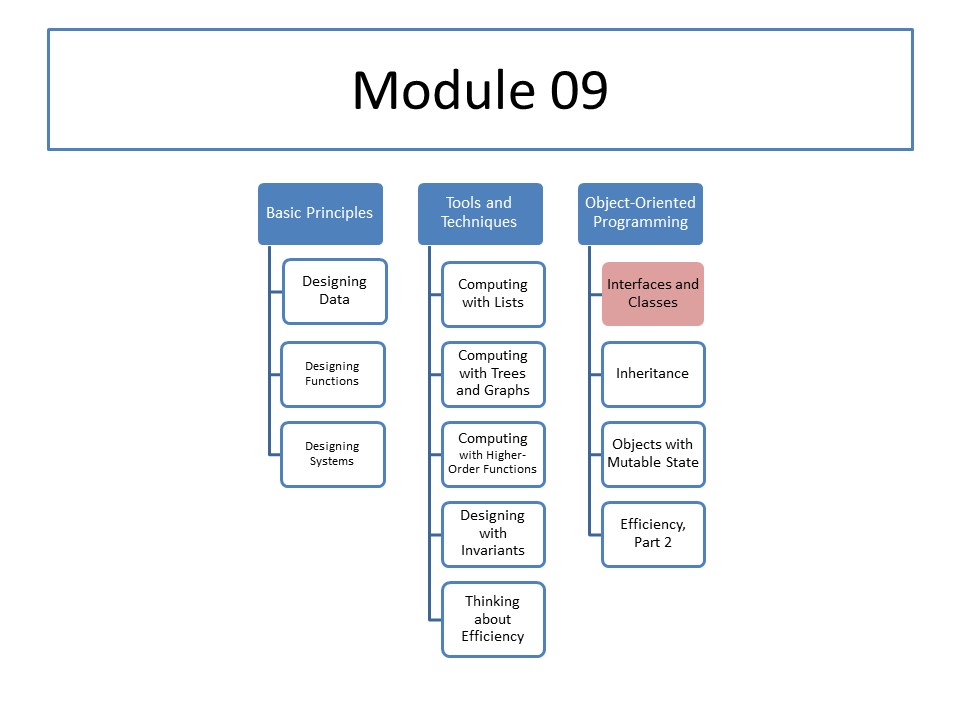 Module 09
Basic Principles
Designing
Data
Designing
Functions
Designing
Systems
Tools and
Techniques
Computing
with Lists
Computing
with Trees
and Graphs
Computing
with Higher-
Order Functions
Designing
with
Invariants
Thinking
about
Efficiency
Object-Oriented
Programming
Interfaces and
Classes
Inheritance
Objects with
Mutable State
Efficiency,
Part 2